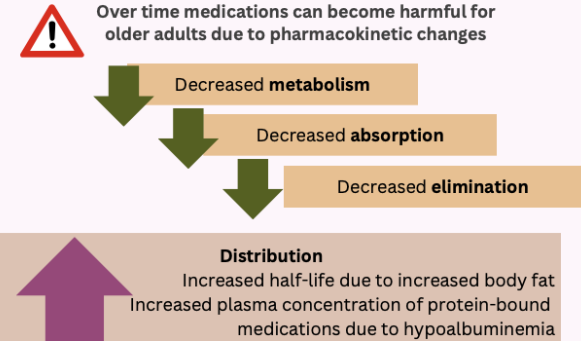 Over time medications can become harmful for
older adults due to pharmacokinetic changes
!
Decreased metabolism
Decreased absorption
Decreased elimination
Distribution
Increased half-life due to increased body fat
Increased plasma concentration of protein-bound
medications due to hypoalbuminemia